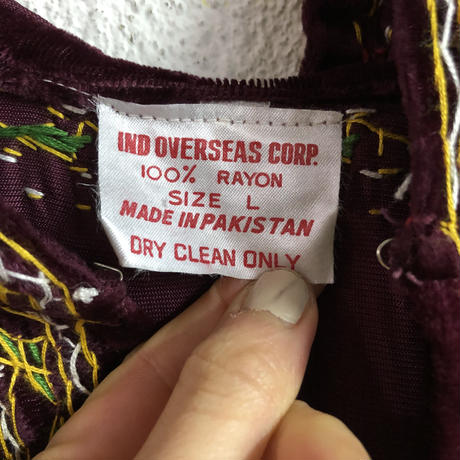 IND OVERSEAS CORP.
100% RAYON
SIZE L
MADE IN PAKISTAN
DRY CLEAN ONLY